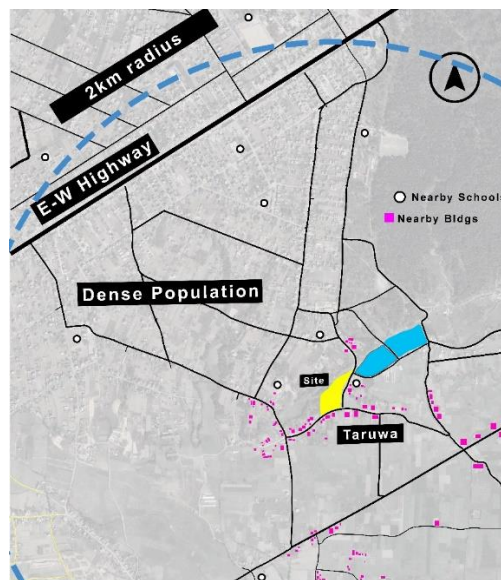 2km radius
E-W Highway
Nearby Schools
Nearby Bldgs
Dense Population
Site
Taruwa